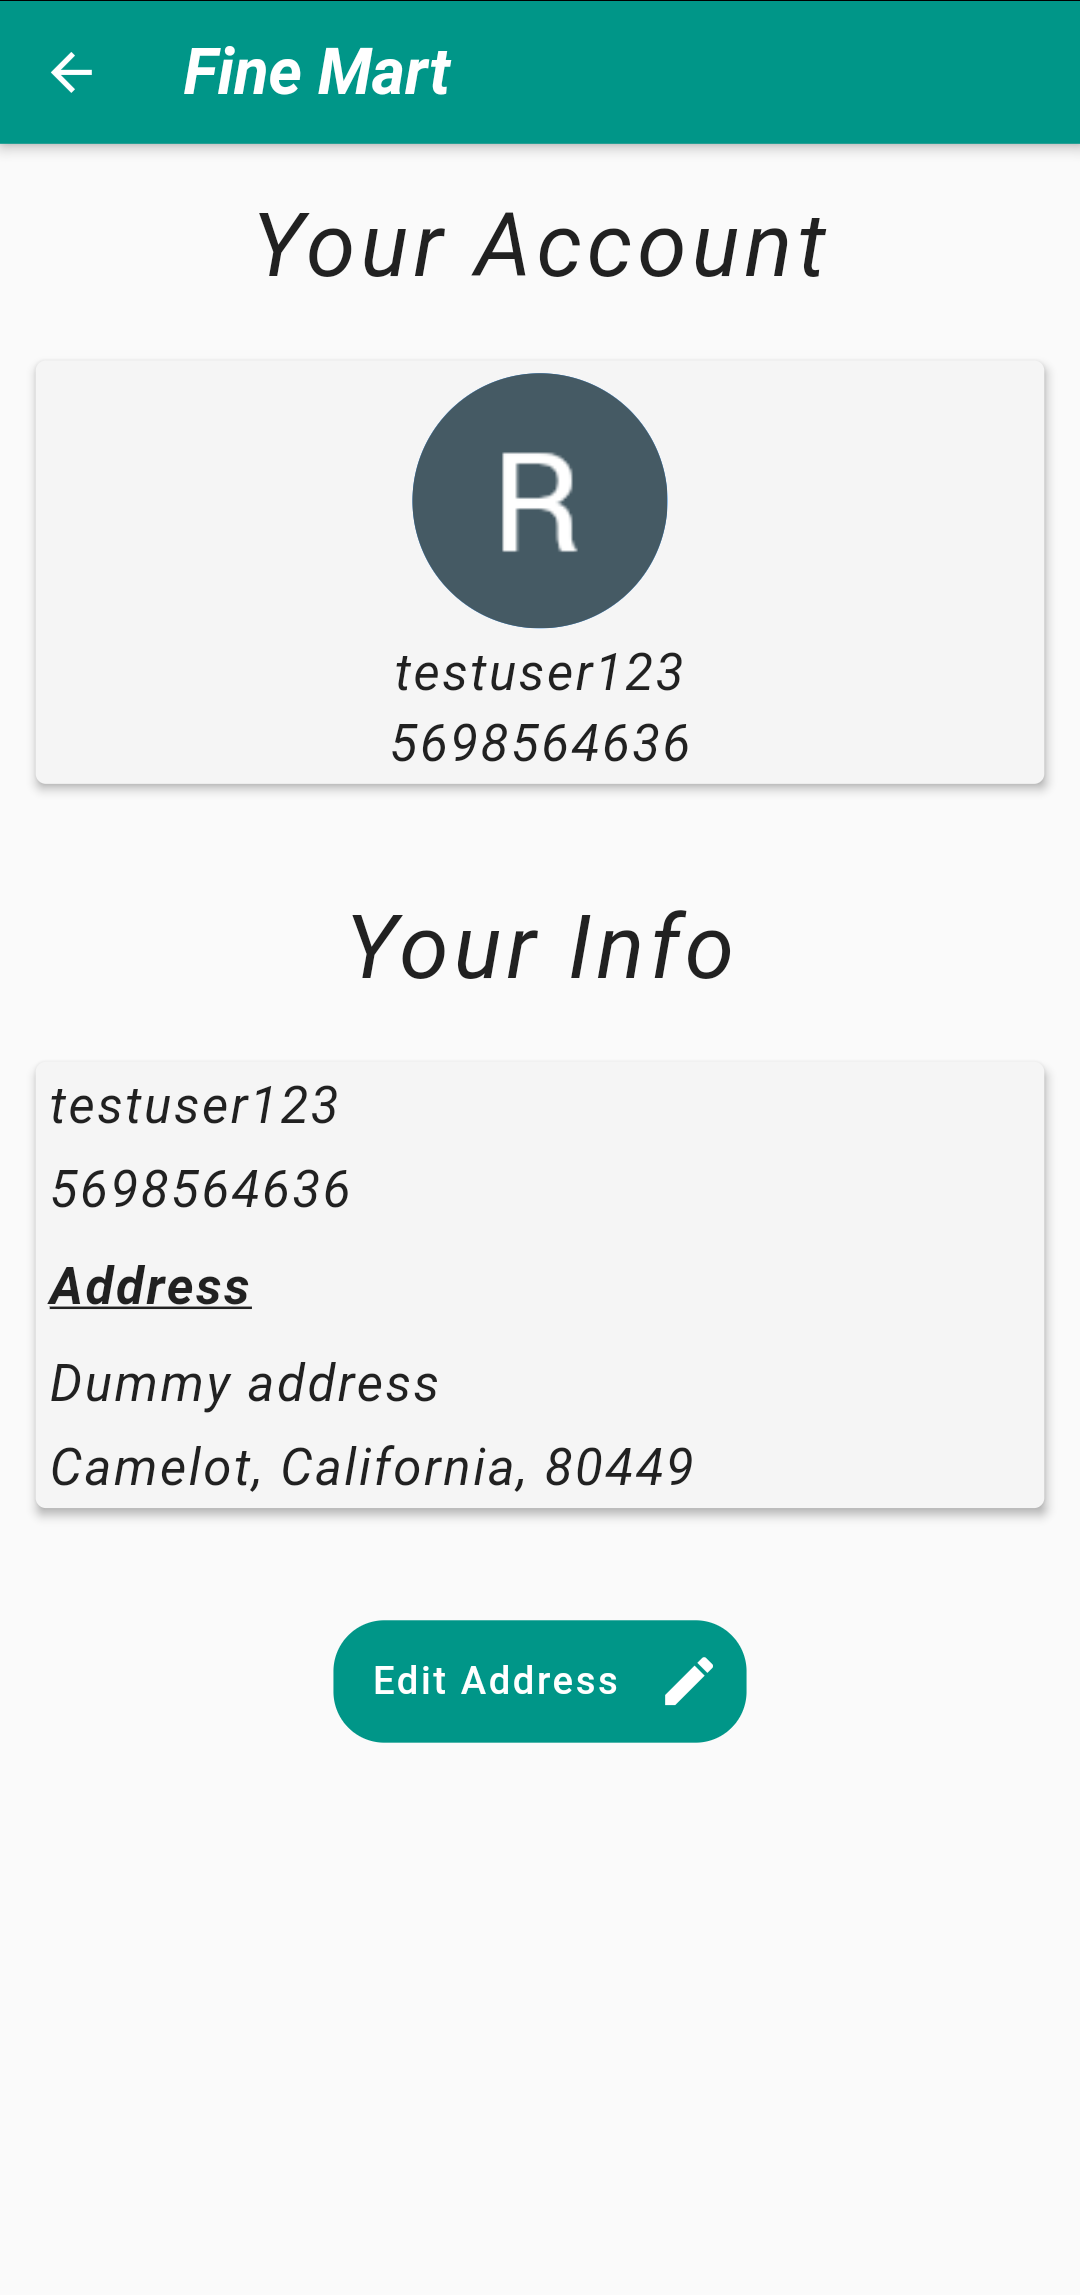 Fine Mart
Your Account
R
testuser123
5698564636
Your Info
testuser123
5698564636
Address
Dummy address
Camelot, California, 80449
Edit Address